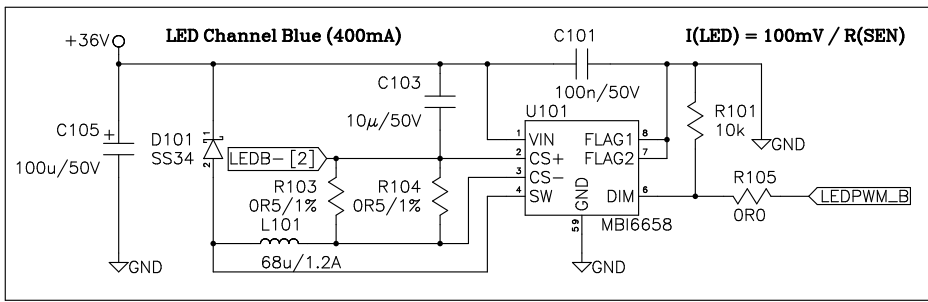 +36V
LED Channel Blue (400mA)
C101
I(LED) = 100mV / R(SEN)
100n/50V
C103
10µ/50V
U101
R101
10k
C105
+
100u/50V
D101
SS34
1
2
LEDB- [2]
1
VIN
FLAG1
8
2
CS+
FLAG2
7
3
CS-
4
SW
GND
DIM
6
59
MBI6658
GND
R105
0R0
LEDPWM_B
R103
0R5/1%
R104
0R5/1%
L101
68u/1.2A
GND
GND